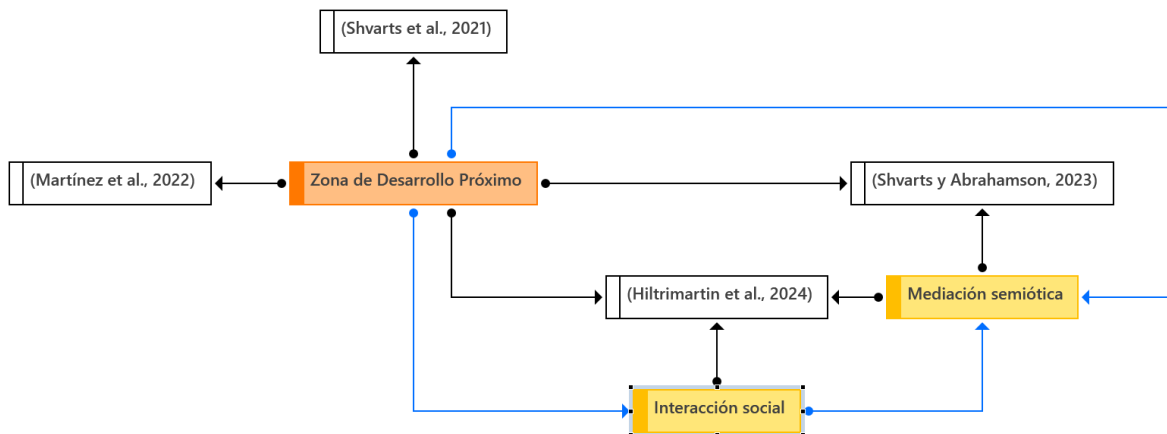 (Shvarts et al., 2021)
(Martínez et al., 2022)
Zona de Desarrollo Próximo
(Shvarts y Abrahamson, 2023)
(Hiltrimartin et al., 2024)
Mediación semiótica
Interacción social